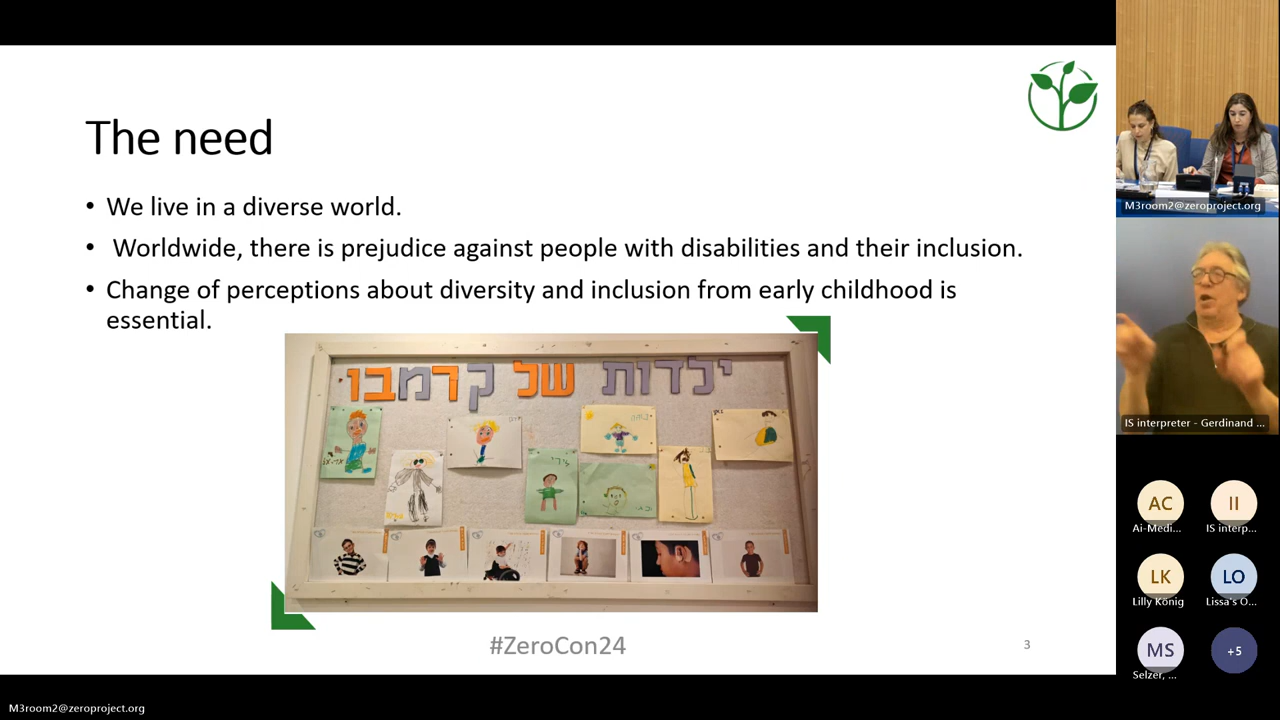 The need
• We live in a diverse world.
• Worldwide, there is prejudice against people with disabilities and their inclusion.
• Change of perceptions about diversity and inclusion from early childhood is
essential.
ילדות של קרמבו
#ZeroCon24
3
M3room2@zeroproject.org
IS interpreter - Gerdinand ...
AC
II
Ai-Medi...
IS interp...
LK
LO
Lilly König
Lissa's O...
MS
+5
Selzer, ...
M3room2@zeroproject.org